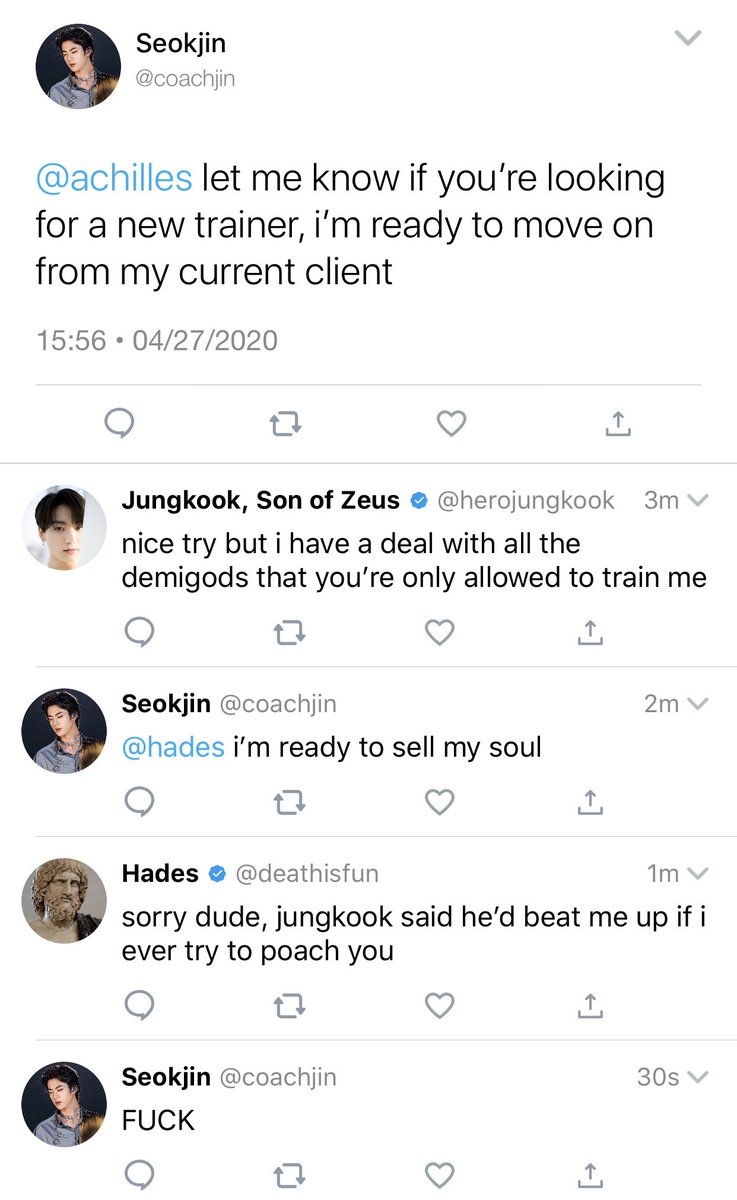 Seokjin
@coachjin
@achilles let me know if you’re looking
for a new trainer, i’m ready to move on
from my current client
15:56 • 04/27/2020
Jungkook, Son of Zeus @herojungkook 3m
nice try but i have a deal with all the
demigods that you’re only allowed to train me
Seokjin @coachjin 2m
@hades i’m ready to sell my soul
Hades @deathisfun 1m
sorry dude, jungkook said he’d beat me up if i
ever try to poach you
Seokjin @coachjin 30s
FUCK